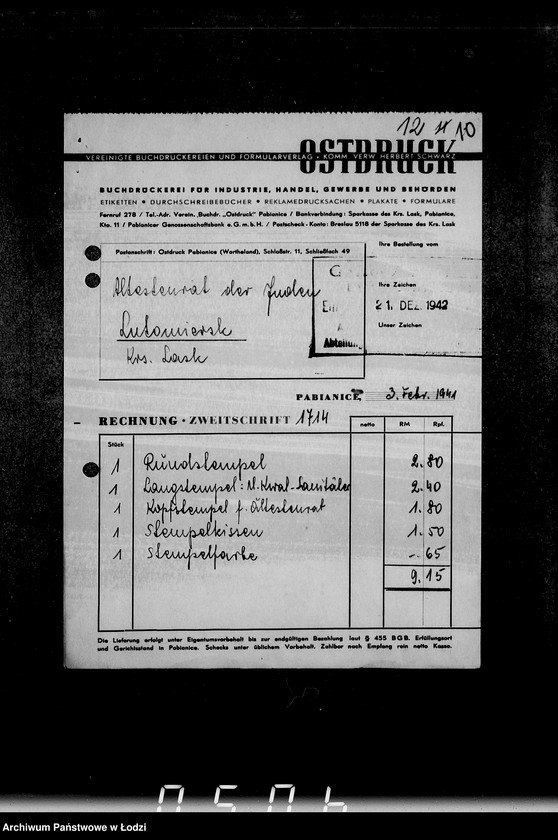 12 10
OSTDRUCK
VEREINIGTE BUCHDRUCKEREIEN UND FORMULARVERLAG • KOMM. VERW. HERBERT SCHWARZ
BUCHDRUCKEREI FÜR INDUSTRIE, HANDEL, GEWERBE UND BEHÖRDEN
ETIKETTEN • DURCHSCHREIBEBÜCHER • REKLAMEDRUCKSACHEN • PLAKATE • FORMULARE
Fernruf 278 / Tel.-Adr. Verein. „Buchdr. „Ostdruck" Pabianice / Bankverbindung: Sparkasse des Krs. Lask, Pabianice,
Kto. 11 / Pabianicer Genossenschaftsbank e.G.m.b.H. / Postscheck-Konto: Breslau 5118 der Sparkasse des Krs. Lask
Postanschrift: Ostdruck Pabianice (Wartheland), Schloßstr. 11, Schließfach 49
Ihre Bestellung vom
Ältestenrat der Juden
Ihre Zeichen
21. DEZ. 1942
Lutomiersk
Unser Zeichen
Krs. Lask
Abteilung
PABIANICE, 3. Febr. 1941
RECHNUNG • ZWEITSCHRIFT 1714
netto RM Rpf.
Stück
1 Rundstempel 2.80
1 Langstempel: 2.40
1 Kopfstempel f. Ältestenrat 1.80
1 Stempelkissen 1.50
1 Stempelfarbe -.65
9.15
Die Lieferung erfolgt unter Eigentumsvorbehalt bis zur endgültigen Bezahlung laut § 455 BGB. Erfüllungsort
und Gerichtsstand in Pabianice. Schecks unter üblichem Vorbehalt. Zahlbar nach Empfang rein netto Kasse.
0506
Archiwum Państwowe w Łodzi